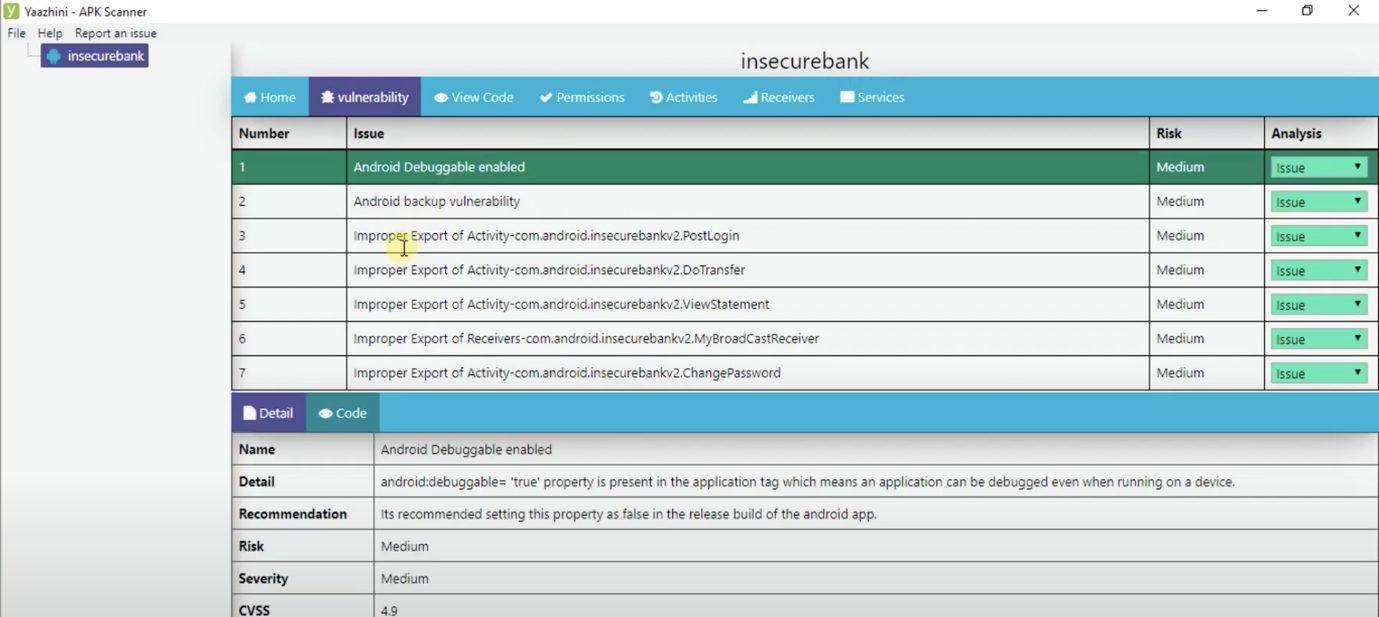 Y Yaazhini - APK Scanner
File Help Report an issue
insecurebank
insecurebank
Home vulnerability View Code Permissions Activities Receivers Services
Number Issue Risk Analysis
1 Android Debuggable enabled Medium Issue
2 Android backup vulnerability Medium Issue
3 Improper Export of Activity-com.android.insecurebankv2.PostLogin Medium Issue
4 Improper Export of Activity-com.android.insecurebankv2.DoTransfer Medium Issue
5 Improper Export of Activity-com.android.insecurebankv2.ViewStatement Medium Issue
6 Improper Export of Receivers-com.android.insecurebankv2.MyBroadCastReceiver Medium Issue
7 Improper Export of Activity-com.android.insecurebankv2.ChangePassword Medium Issue
Detail Code
Name Android Debuggable enabled
Detail android:debuggable= 'true' property is present in the application tag which means an application can be debugged even when running on a device.
Recommendation Its recommended setting this property as false in the release build of the android app.
Risk Medium
Severity Medium
CVSS 4.9